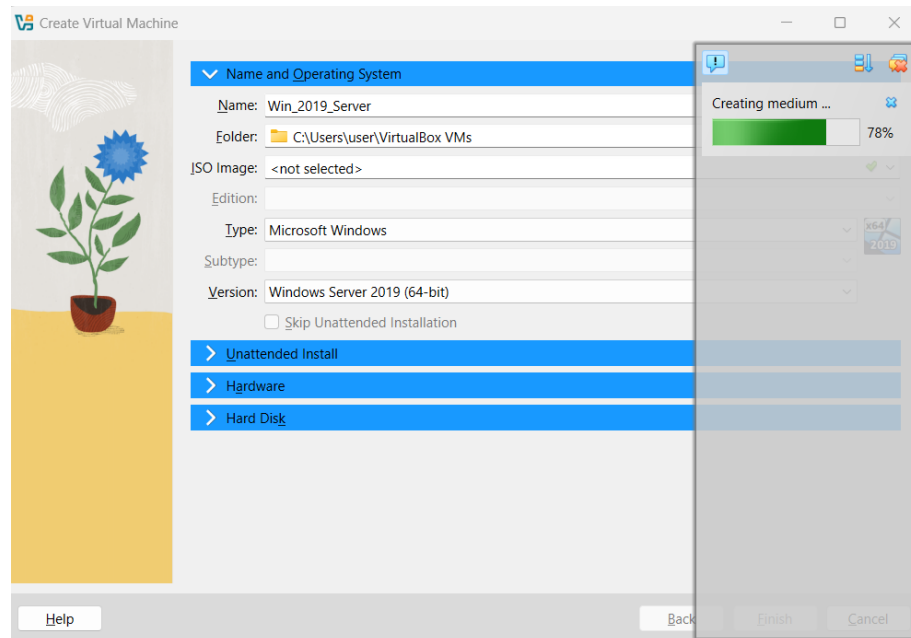 Create Virtual Machine
Name and Operating System
Name: Win_2019_Server
Folder: C:\Users\user\VirtualBox VMs
ISO Image: <not selected>
Edition:
Type: Microsoft Windows
Subtype:
Version: Windows Server 2019 (64-bit)
Skip Unattended Installation
Unattended Install
Hardware
Hard Disk
Creating medium ...
78%
x64
2019
Help
Back
Finish
Cancel